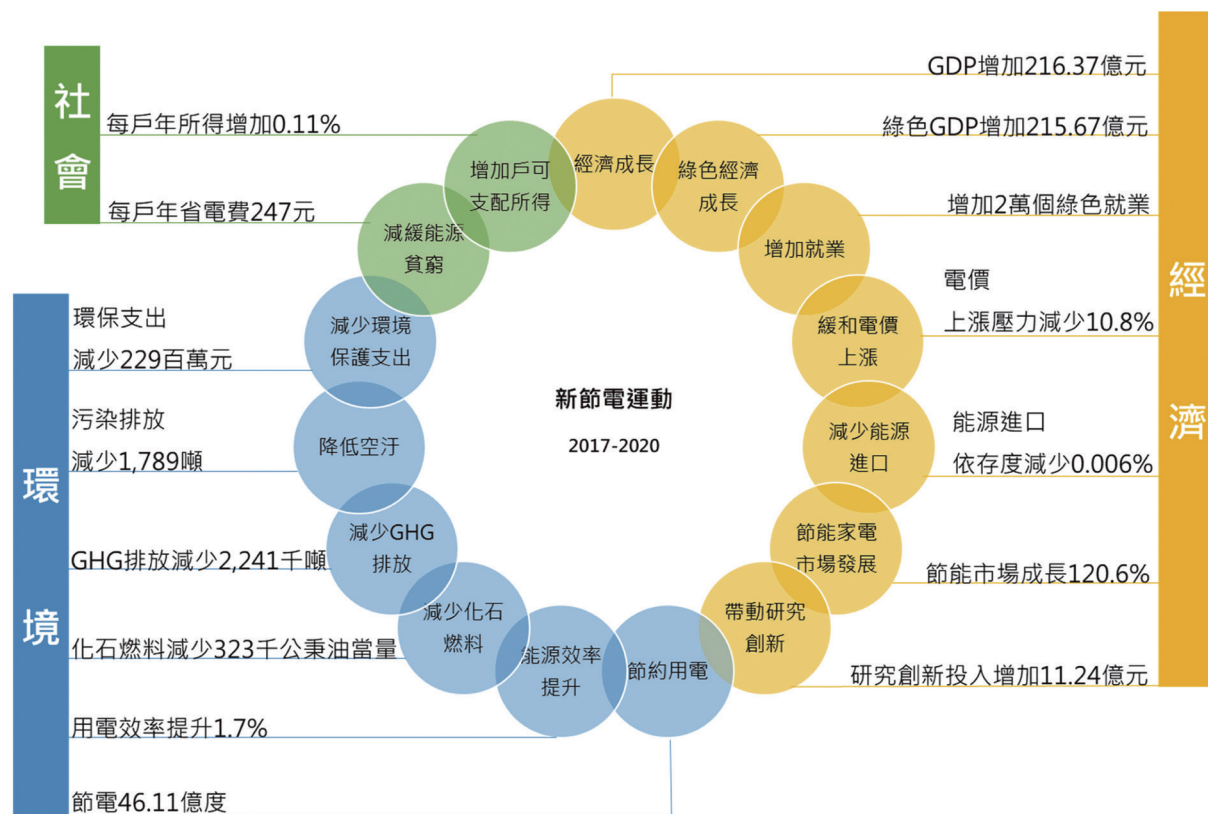 社會
每戶年所得增加0.11%
每戶年省電費247元
環境
環保支出
減少229百萬元
污染排放
減少1,789噸
GHG排放減少2,241千噸
化石燃料減少323千公秉油當量
用電效率提升1.7%
節電46.11億度
增加戶可
支配所得
減緩能源
貧窮
減少環境
保護支出
降低空汙
減少GHG
排放
減少化石
燃料
能源效率
提升
節約用電
新節電運動
2017-2020
經濟成長
綠色經濟
成長
增加就業
緩和電價
上漲
減少能源
進口
節能家電
市場發展
帶動研究
創新
經濟
GDP增加216.37億元
綠色GDP增加215.67億元
增加2萬個綠色就業
電價
上漲壓力減少10.8%
能源進口
依存度減少0.006%
節能市場成長120.6%
研究創新投入增加11.24億元